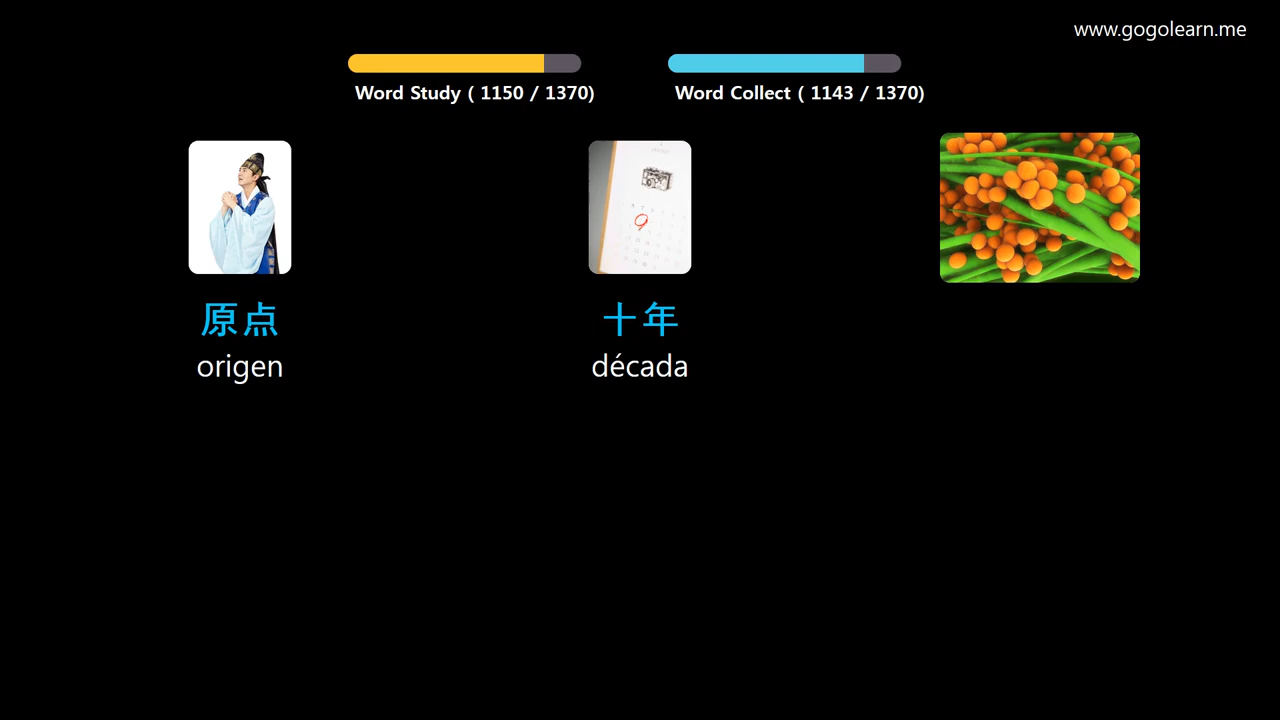 www.gogolearn.me
Word Study ( 1150 / 1370)
Word Collect ( 1143 / 1370)
原点
origen
十年
década